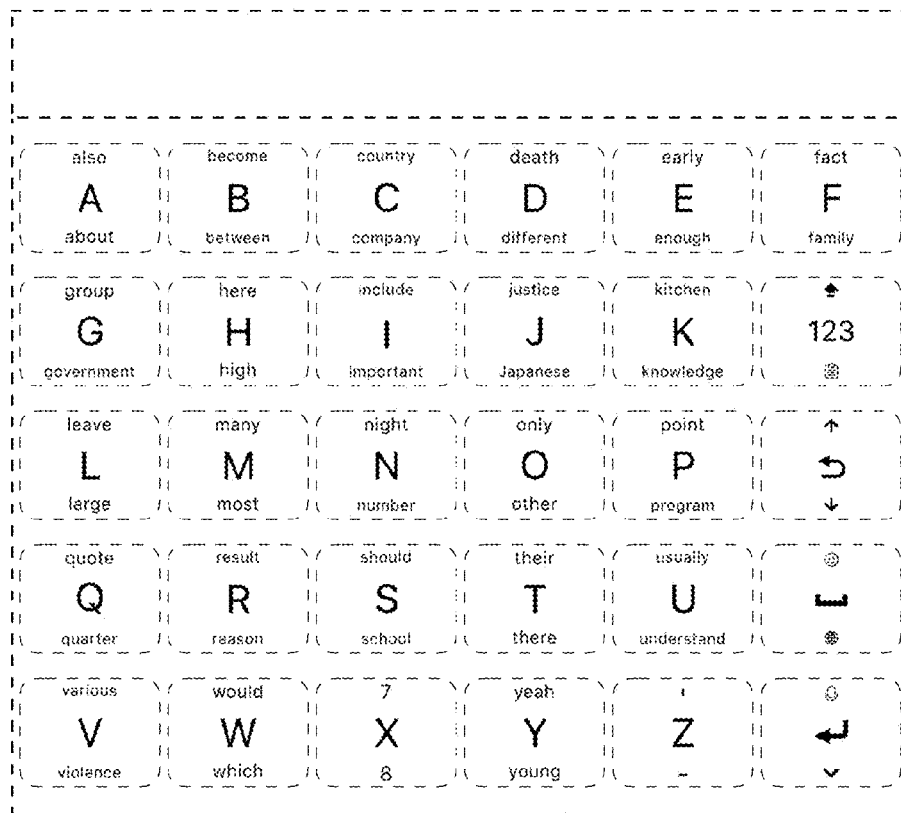 also become country death early fact
A B C D E F
about between company different enough family
group here include justice kitchen
G H I J K 123
government high important Japanese knowledge
leave many night only point
L M N O P
large most number other program
quote result should their usually
Q R S T U
quarter reason school there understand
various would 7 yeah '
V W X Y Z
violence which 8 young -